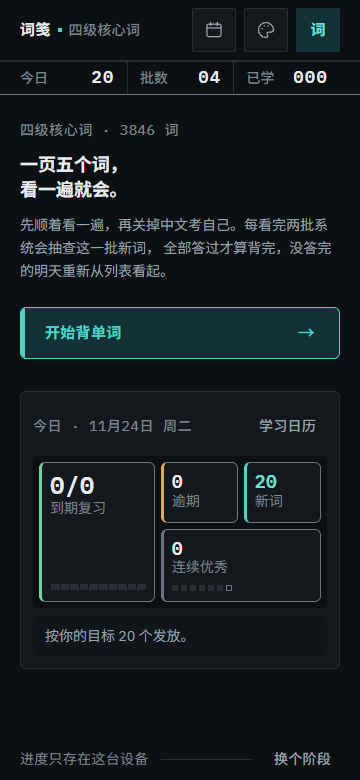 词笺 四级核心词 词
今日 20 批数 04 已学 000
四级核心词 · 3846 词
一页五个词，
看一遍就会。
先顺着看一遍，再关掉中文考自己。每看完两批系
统会抽查这一批新词， 全部答过才算背完，没答完
的明天重新从列表看起。
开始背单词 →
今日 · 11月24日 周二 学习日历
0/0
到期复习
0
逾期
20
新词
0
连续优秀
按你的目标 20 个发放。
进度只存在这台设备 换个阶段